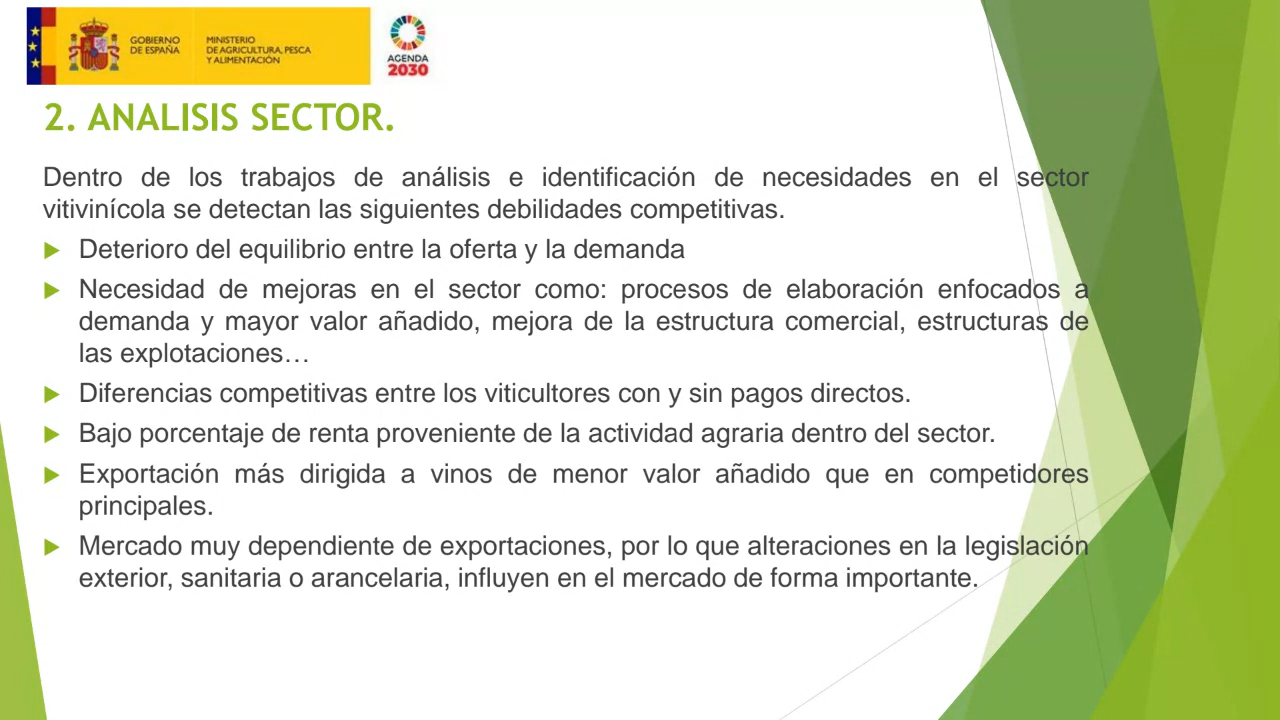 GOBIERNO
DE ESPAÑA
MINISTERIO
DE AGRICULTURA, PESCA
Y ALIMENTACIÓN
AGENDA
2030
2. ANALISIS SECTOR.
Dentro de los trabajos de análisis e identificación de necesidades en el sector
vitivinícola se detectan las siguientes debilidades competitivas.
Deterioro del equilibrio entre la oferta y la demanda
Necesidad de mejoras en el sector como: procesos de elaboración enfocados a
demanda y mayor valor añadido, mejora de la estructura comercial, estructuras de
las explotaciones…
Diferencias competitivas entre los viticultores con y sin pagos directos.
Bajo porcentaje de renta proveniente de la actividad agraria dentro del sector.
Exportación más dirigida a vinos de menor valor añadido que en competidores
principales.
Mercado muy dependiente de exportaciones, por lo que alteraciones en la legislación
exterior, sanitaria o arancelaria, influyen en el mercado de forma importante.